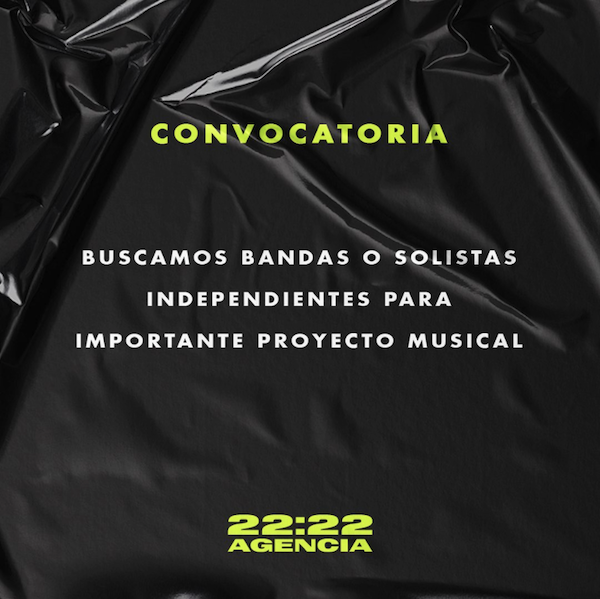 CONVOCATORIA
BUSCAMOS BANDAS O SOLISTAS
INDEPENDIENTES PARA
IMPORTANTE PROYECTO MUSICAL
22:22
AGENCIA